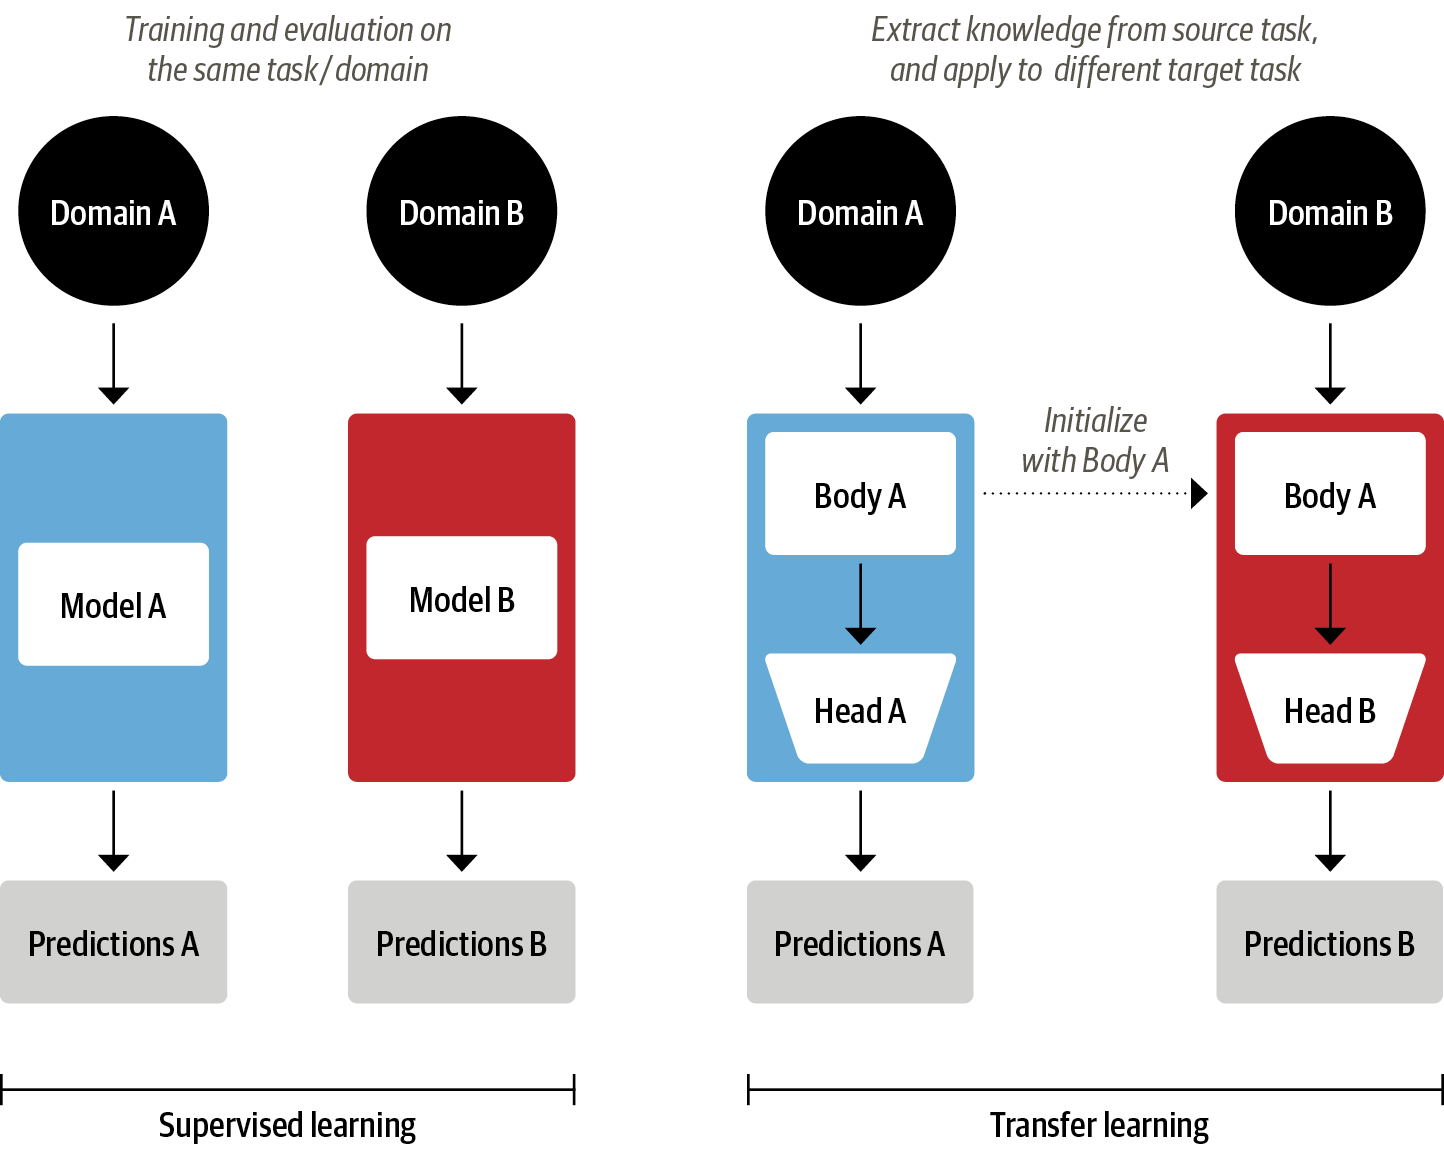 Training and evaluation on
the same task/domain
Extract knowledge from source task,
and apply to different target task
Domain A
Domain B
Domain A
Domain B
Initialize
with Body A
Body A
Body A
Model A
Model B
Head A
Head B
Predictions A
Predictions B
Predictions A
Predictions B
Supervised learning
Transfer learning